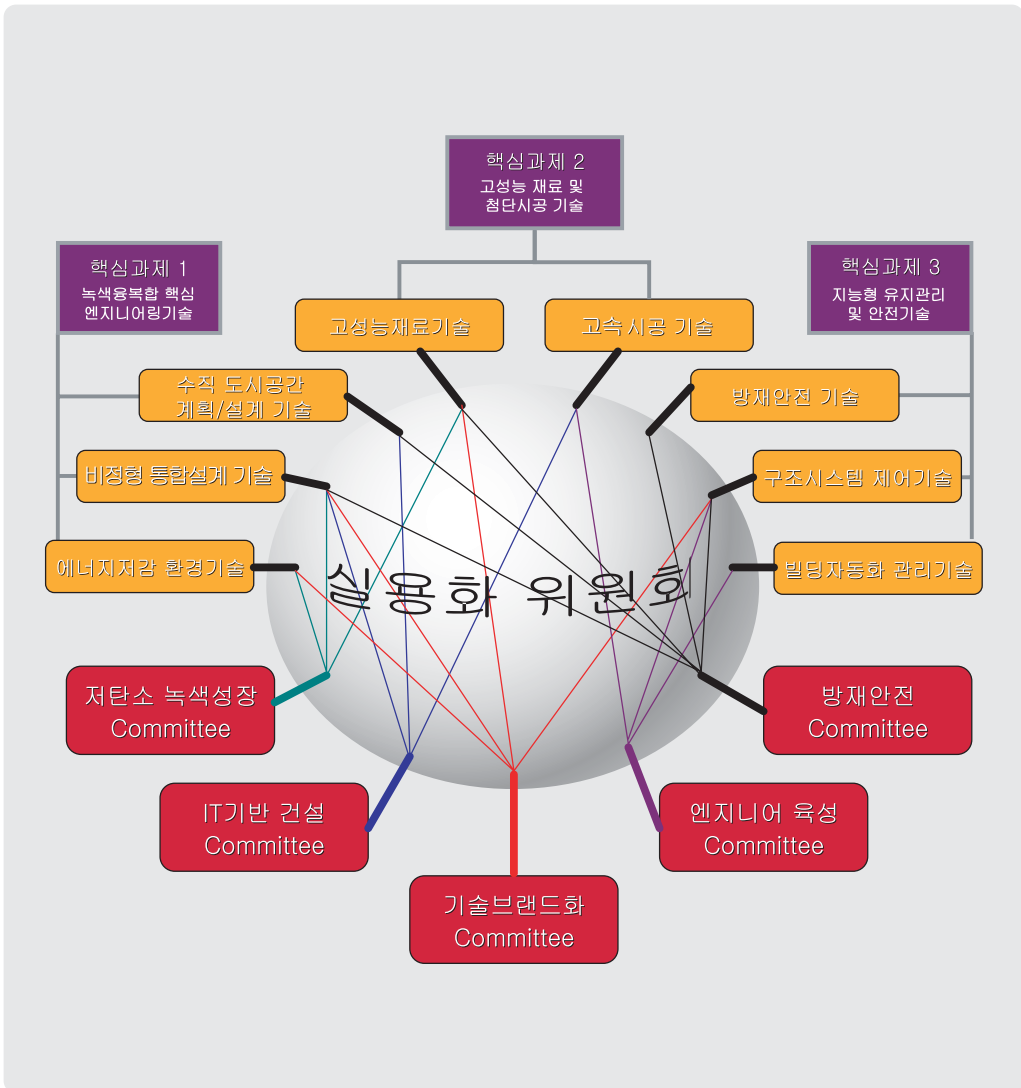 핵심과제 2
고성능 재료 및
첨단시공 기술
핵심과제 1
녹색융복합 핵심
엔지니어링기술
핵심과제 3
지능형 유지관리
및 안전기술
고성능재료기술
고속시공 기술
수직 도시공간
계획/설계 기술
방재안전 기술
비정형 통합설계 기술
구조시스템 제어기술
에너지저감 환경기술
빌딩자동화 관리기술
실용화 위원회
저탄소 녹색성장
Committee
방재안전
Committee
IT기반 건설
Committee
엔지니어 육성
Committee
기술브랜드화
Committee